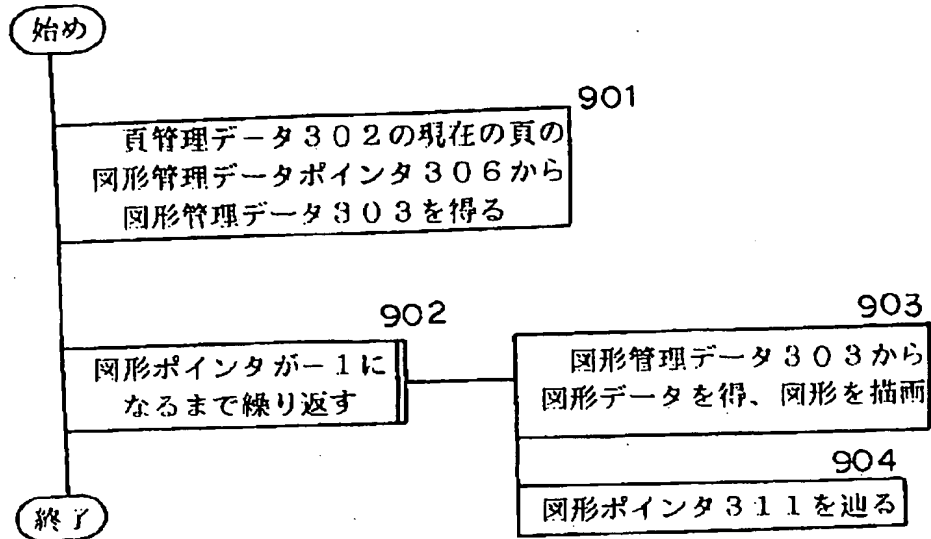 始め
901
頁管理データ302の現在の頁の
図形管理データポインタ306から
図形管理データ303を得る
902
図形ポインタが-1に
なるまで繰り返す
903
図形管理データ303から
図形データを得、図形を描画
904
図形ポインタ311を辿る
終了